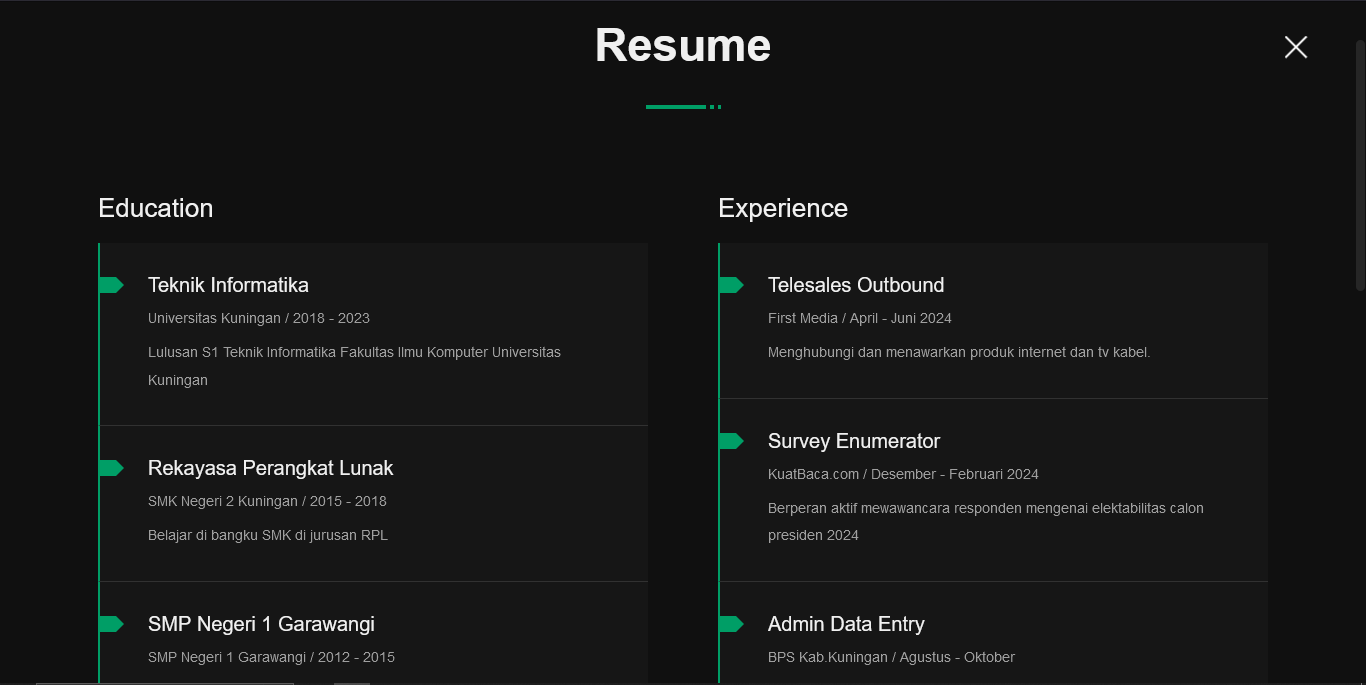 Resume
Education
Teknik Informatika
Universitas Kuningan / 2018 - 2023
Lulusan S1 Teknik Informatika Fakultas Ilmu Komputer Universitas
Kuningan
Rekayasa Perangkat Lunak
SMK Negeri 2 Kuningan / 2015 - 2018
Belajar di bangku SMK di jurusan RPL
SMP Negeri 1 Garawangi
SMP Negeri 1 Garawangi / 2012 - 2015
Experience
Telesales Outbound
First Media / April - Juni 2024
Menghubungi dan menawarkan produk internet dan tv kabel.
Survey Enumerator
KuatBaca.com / Desember - Februari 2024
Berperan aktif mewawancara responden mengenai elektabilitas calon
presiden 2024
Admin Data Entry
BPS Kab.Kuningan / Agustus - Oktober